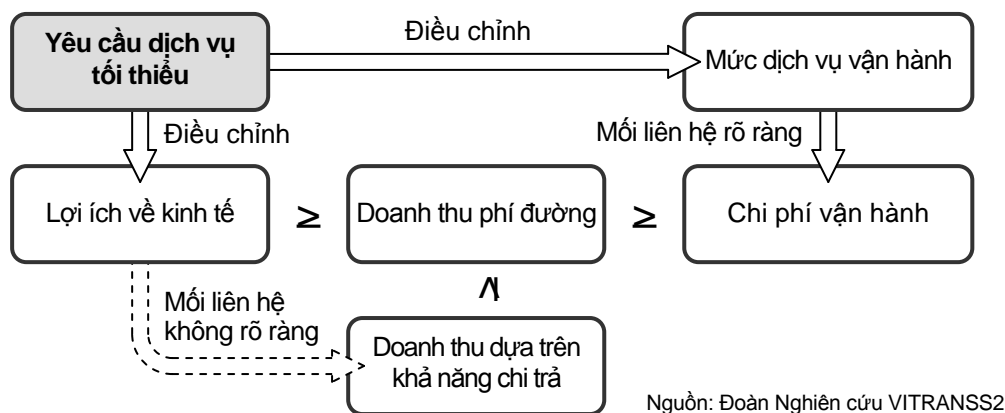 Yêu cầu dịch vụ
tối thiểu
Điều chỉnh
Mức dịch vụ vận hành
Điều chỉnh
Mối liên hệ rõ ràng
Lợi ích về kinh tế
≥
Doanh thu phí đường
≥
Chi phí vận hành
≥
Mối liên hệ
không rõ ràng
Doanh thu dựa trên
khả năng chi trả
Nguồn: Đoàn Nghiên cứu VITRANSS2